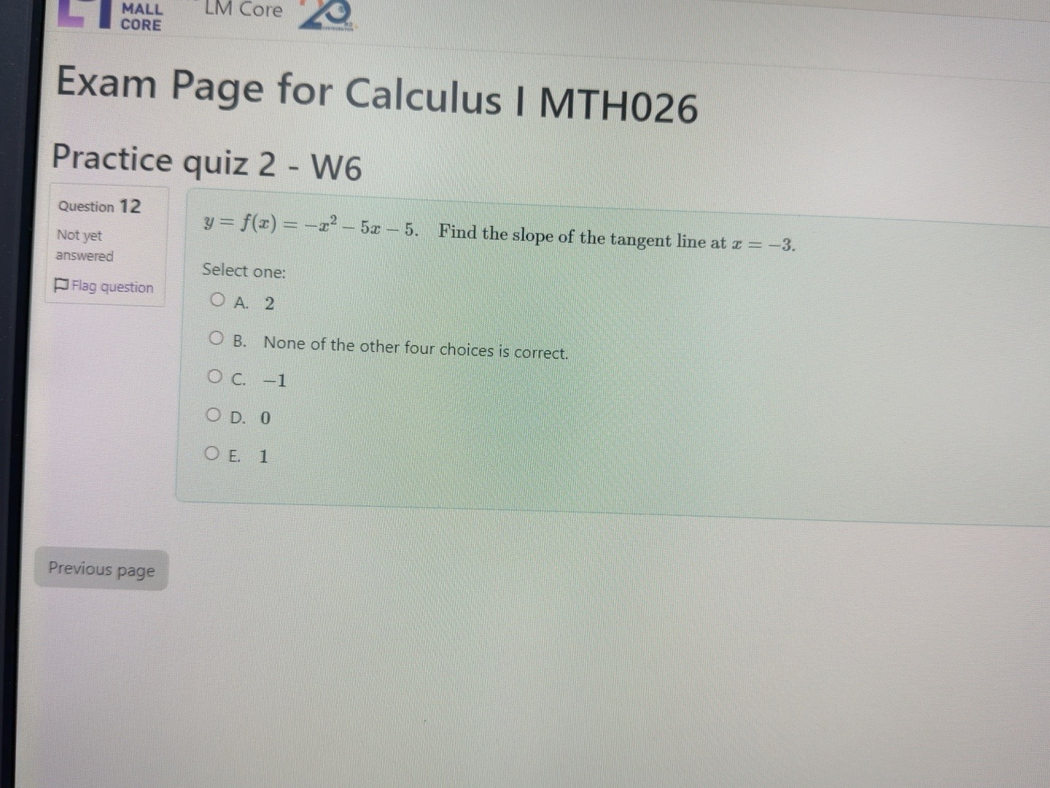 MALL
CORE
LM Core
Exam Page for Calculus I MTH026
Practice quiz 2 - W6
Question 12
Not yet
answered
Flag question
y = f(x) = −x² − 5x − 5. Find the slope of the tangent line at x = −3.
Select one:
A. 2
B. None of the other four choices is correct.
C. −1
D. 0
E. 1
Previous page